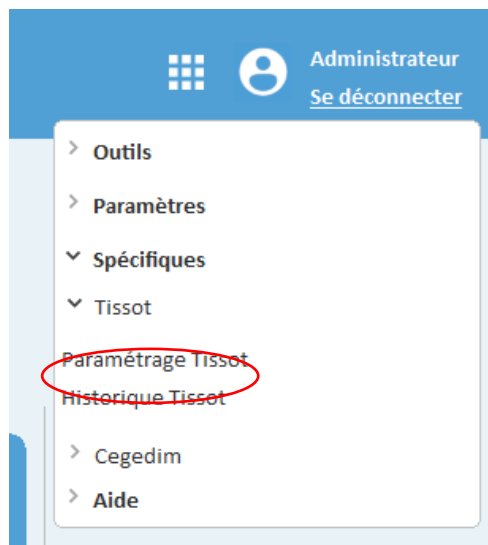 Administrateur
Se déconnecter
Outils
Paramètres
Spécifiques
Tissot
Paramétrage Tissot
Historique Tissot
Cegedim
Aide